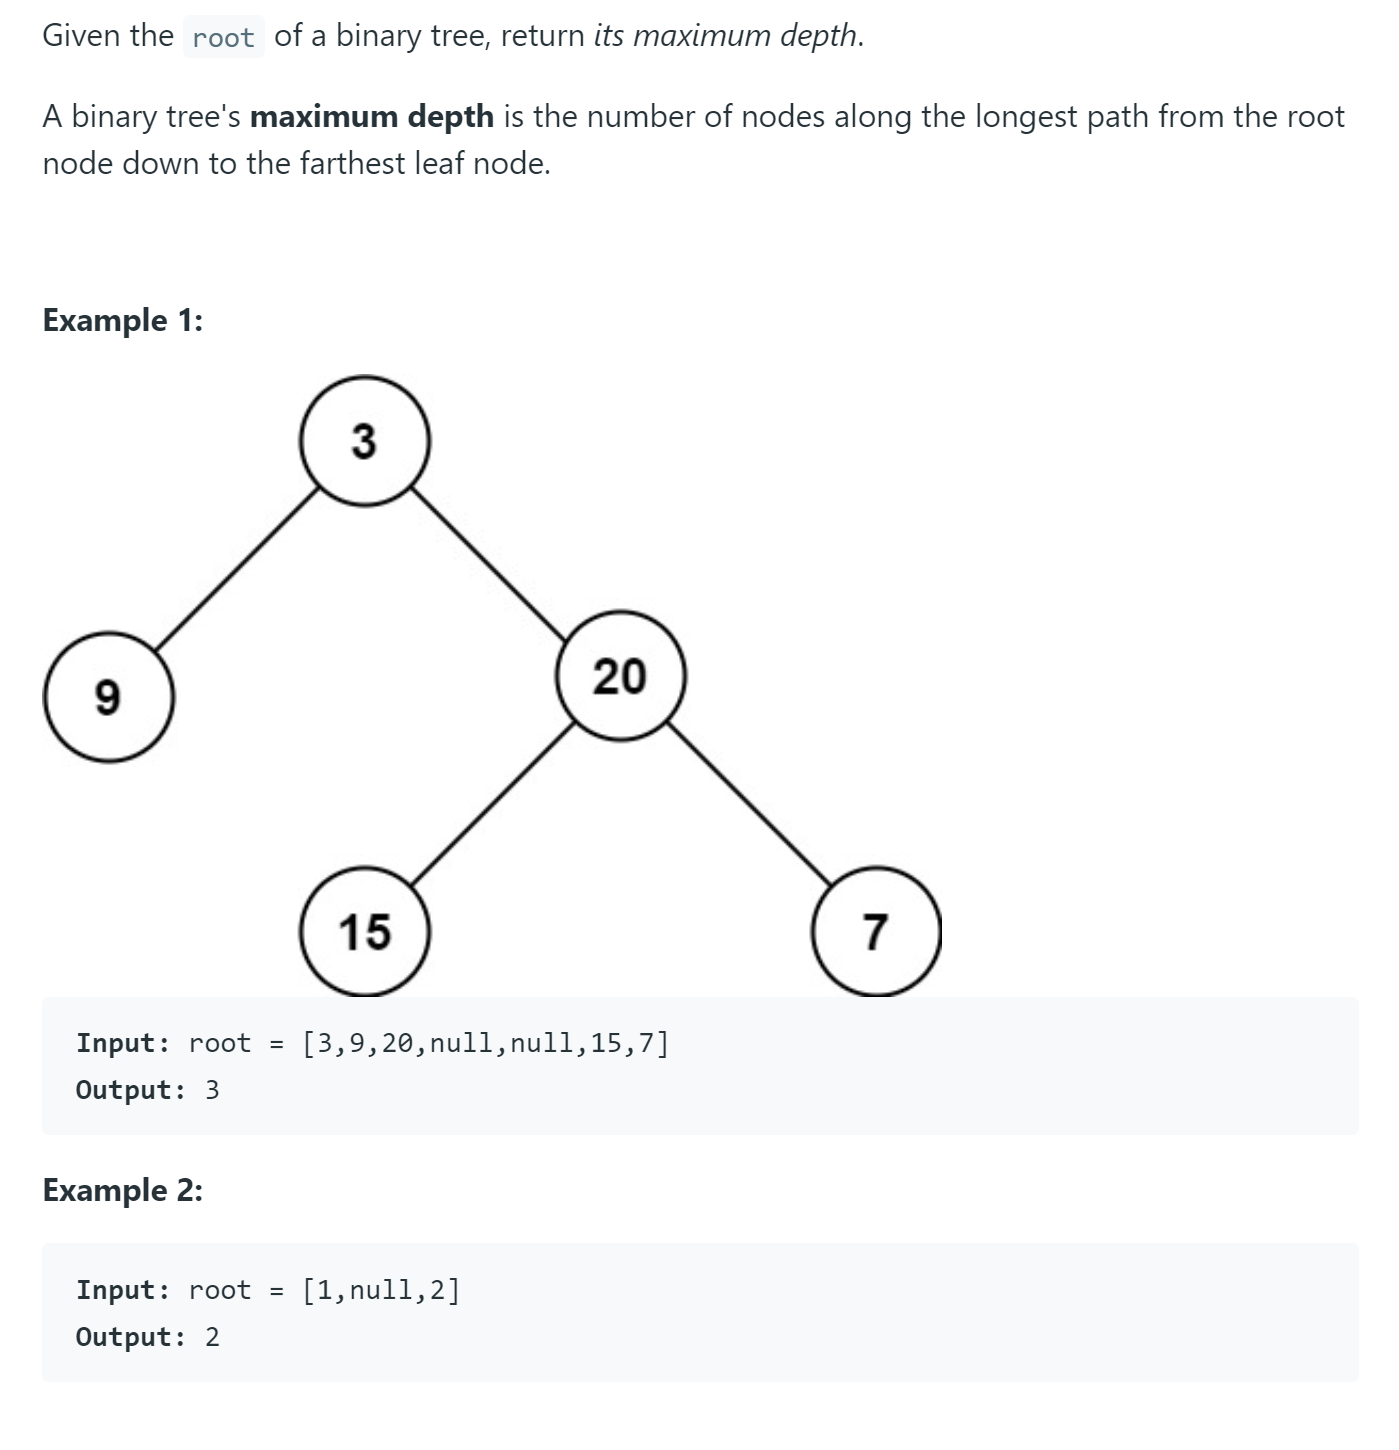 Given the root of a binary tree, return its maximum depth.
A binary tree's maximum depth is the number of nodes along the longest path from the root
node down to the farthest leaf node.
Example 1:
3
9
20
15
7
Input: root = [3,9,20,null,null,15,7]
Output: 3
Example 2:
Input: root = [1,null,2]
Output: 2